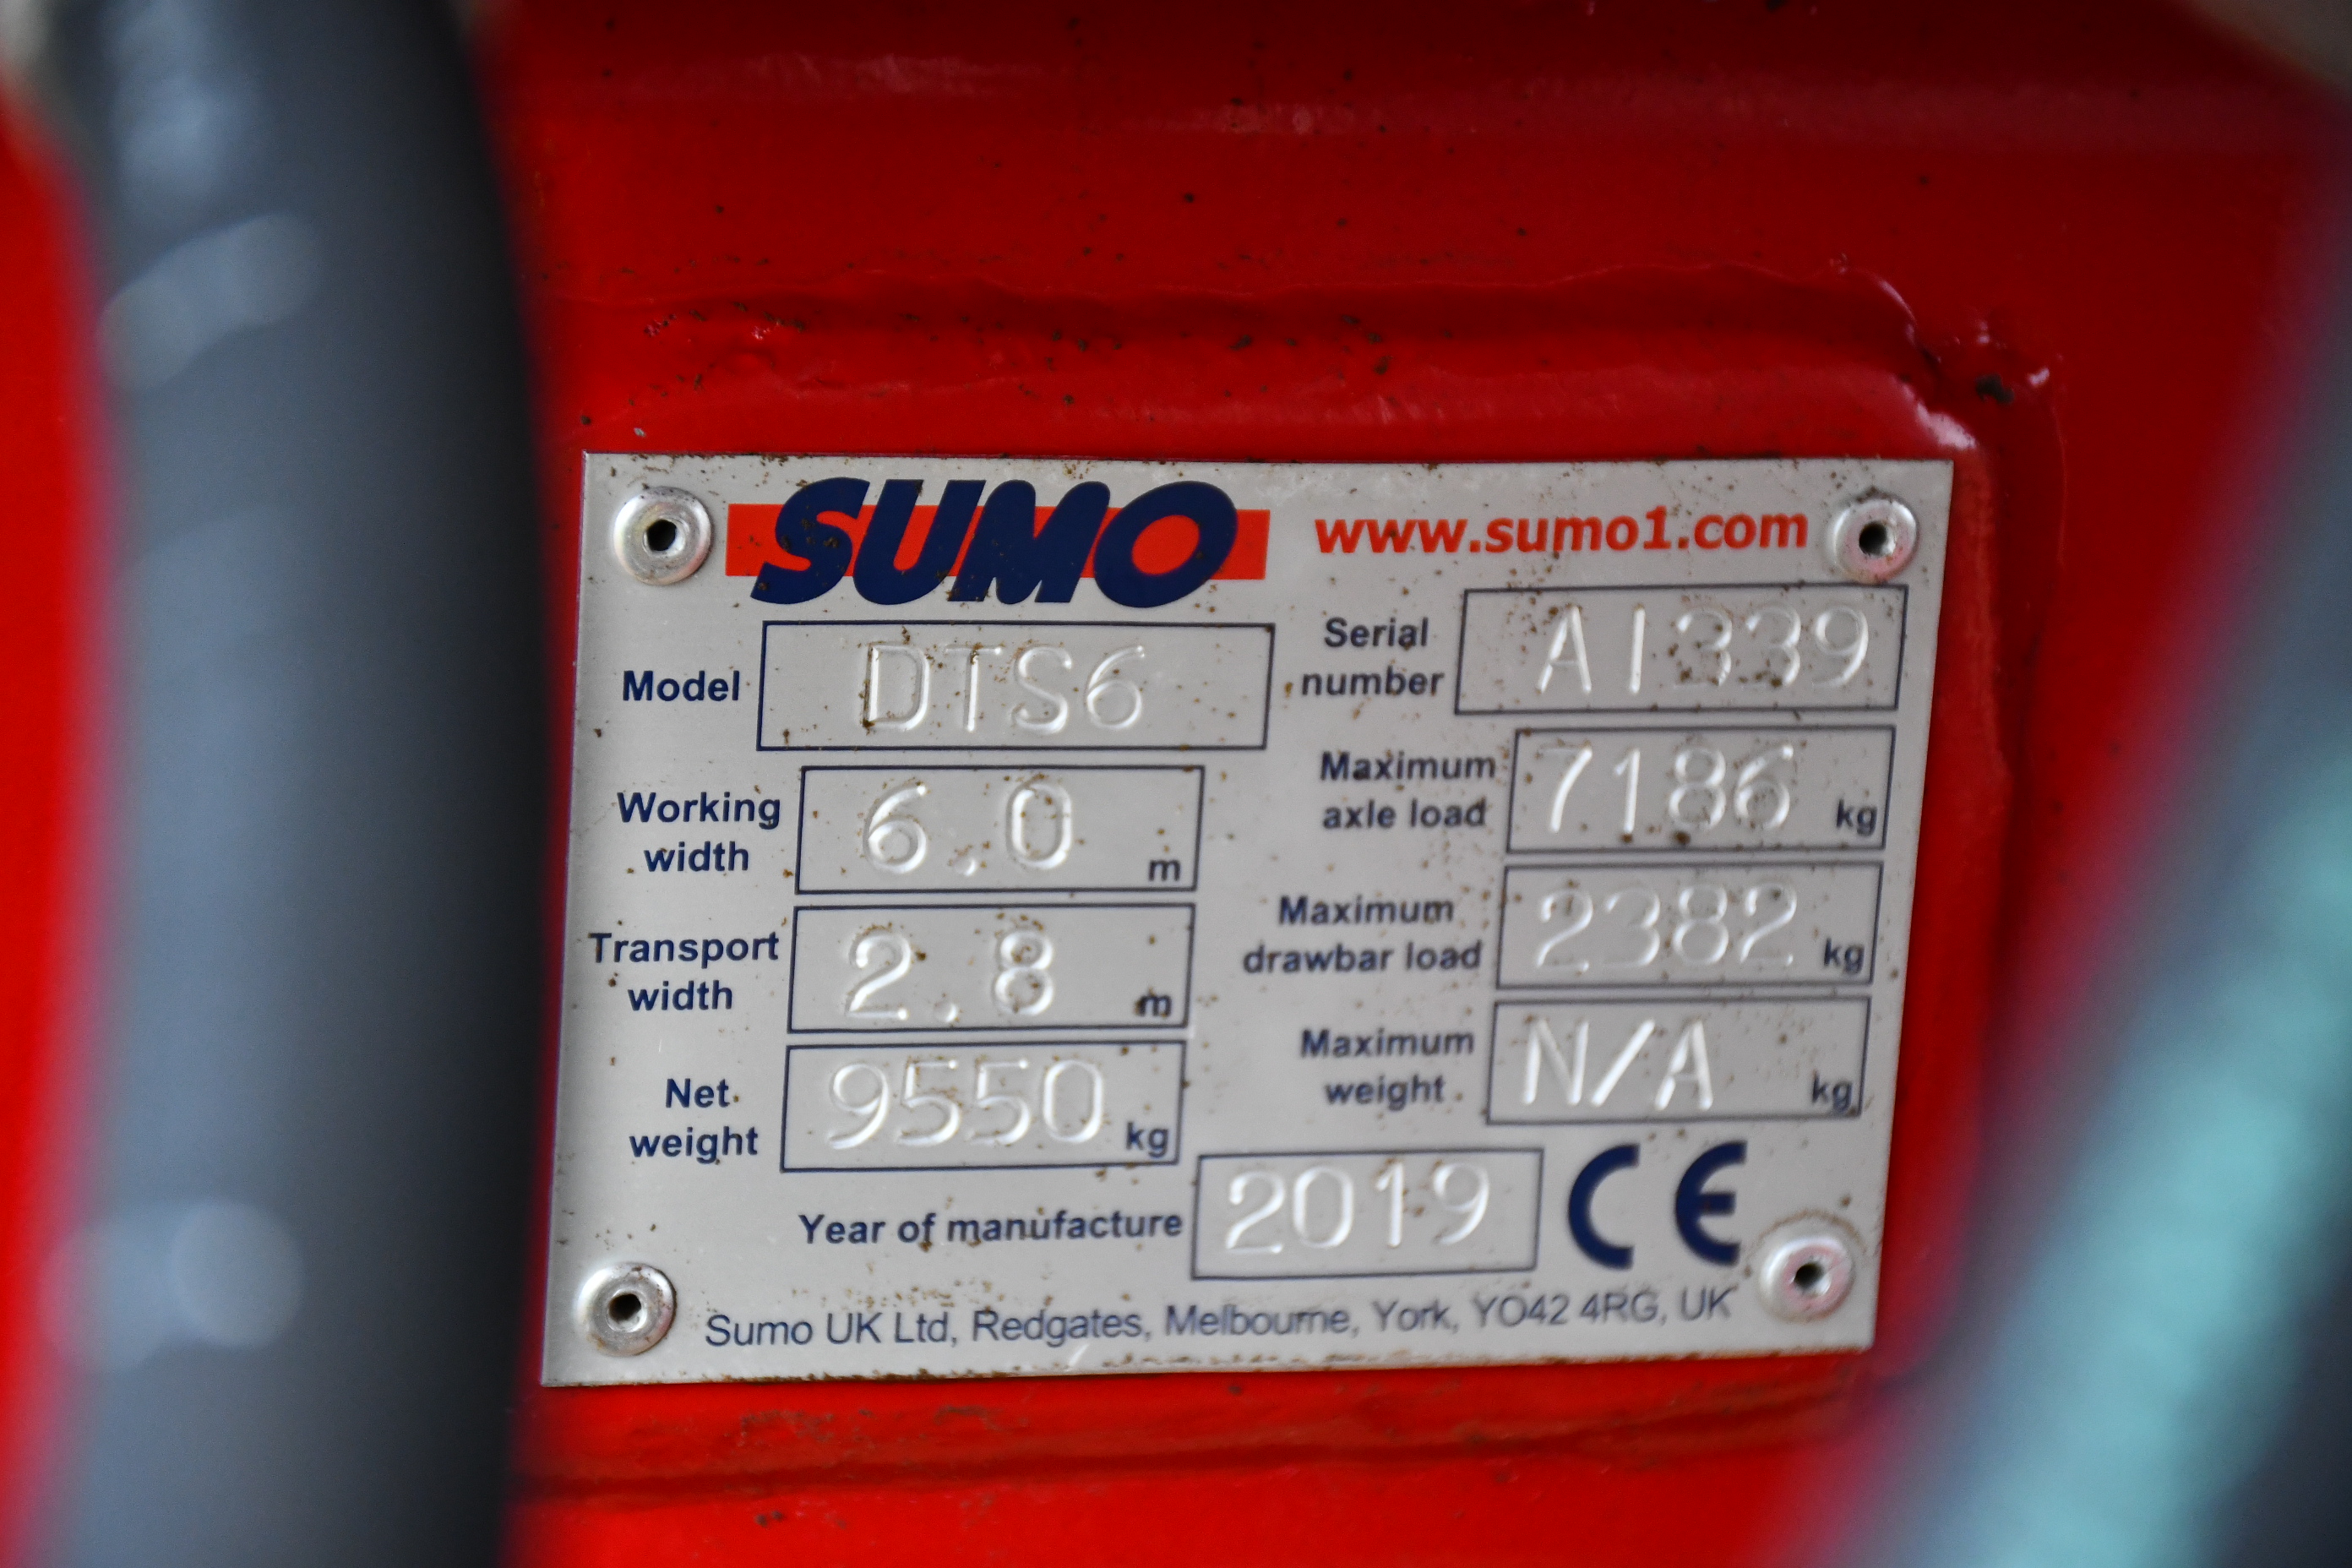 SUMO www.sumo1.com
Model DTS6
Serial number A1339
Working width 6.0 m
Maximum axle load 7186 kg
Transport width 2.8 m
Maximum drawbar load 2382 kg
Net weight 9550 kg
Maximum weight N/A kg
Year of manufacture 2019 CE
Sumo UK Ltd, Redgates, Melbourne, York, YO42 4RG, UK